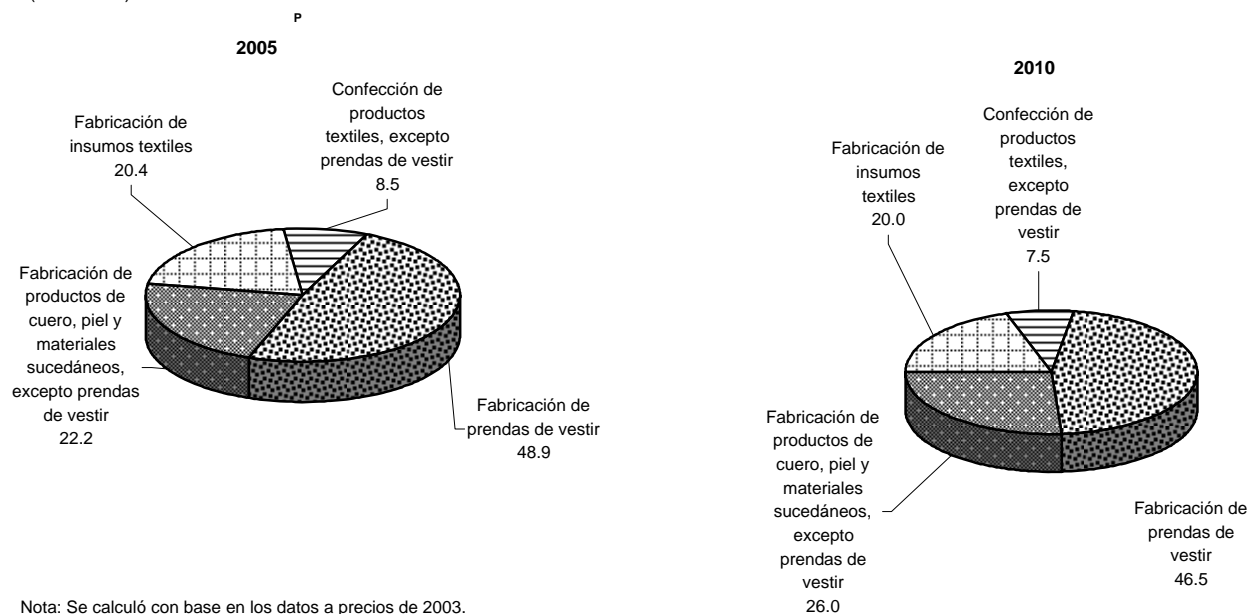 P
2005
Confección de
productos
textiles, excepto
prendas de vestir
8.5
Fabricación de
insumos textiles
20.4
Fabricación de
productos de
cuero, piel y
materiales
sucedáneos,
excepto prendas
de vestir
22.2
Fabricación de
prendas de vestir
48.9
2010
Confección de
productos
textiles,
excepto
prendas de
vestir
7.5
Fabricación de
insumos
textiles
20.0
Fabricación de
productos de
cuero, piel y
materiales
sucedáneos,
excepto
prendas de
vestir
26.0
Fabricación de
prendas de
vestir
46.5
Nota: Se calculó con base en los datos a precios de 2003.